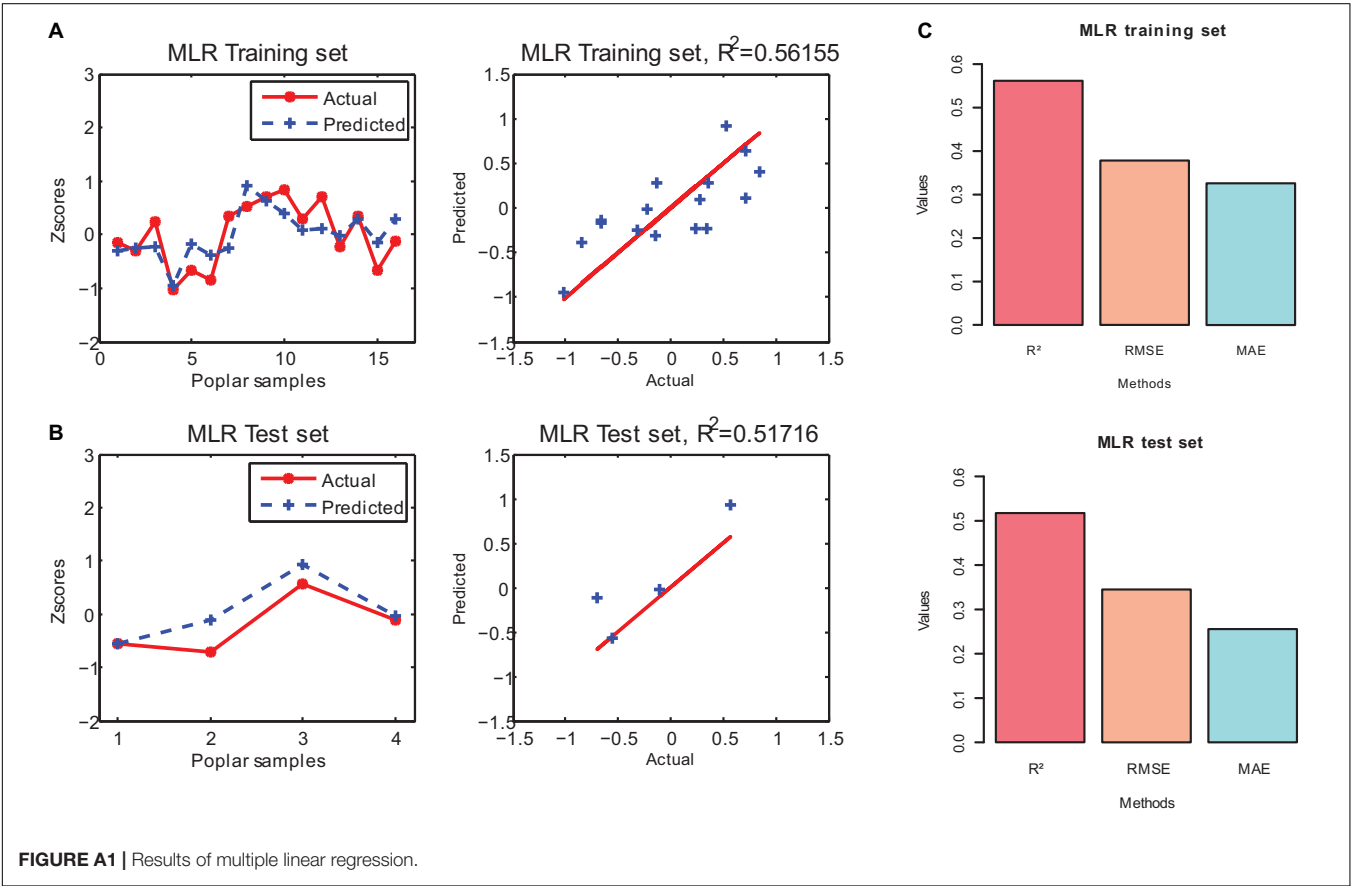 A
MLR Training set
3
2
1
0
−1
−2
Zscores
Actual
Predicted
0
5
10
15
Poplar samples
MLR Training set, R²=0.56155
1.5
1
0.5
0
−0.5
−1
−1.5
Predicted
−1.5
−1
−0.5
0
0.5
1
1.5
Actual
B
MLR Test set
3
2
1
0
−1
−2
Zscores
Actual
Predicted
1
2
3
4
Poplar samples
MLR Test set, R²=0.51716
1.5
1
0.5
0
−0.5
−1
−1.5
Predicted
−1.5
−1
−0.5
0
0.5
1
1.5
Actual
C
MLR training set
0.6
0.5
0.4
0.3
0.2
0.1
0.0
Values
R²
RMSE
MAE
Methods
MLR test set
0.6
0.5
0.4
0.3
0.2
0.1
0.0
Values
R²
RMSE
MAE
Methods
FIGURE A1 | Results of multiple linear regression.